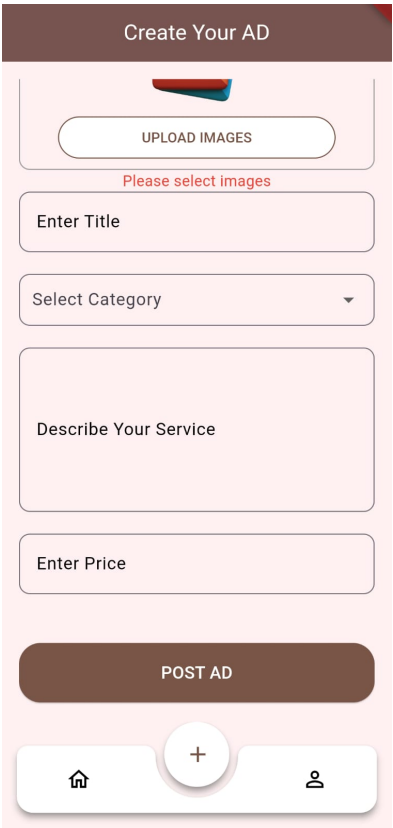 Create Your AD
UPLOAD IMAGES
Please select images
Enter Title
Select Category
Describe Your Service
Enter Price
POST AD